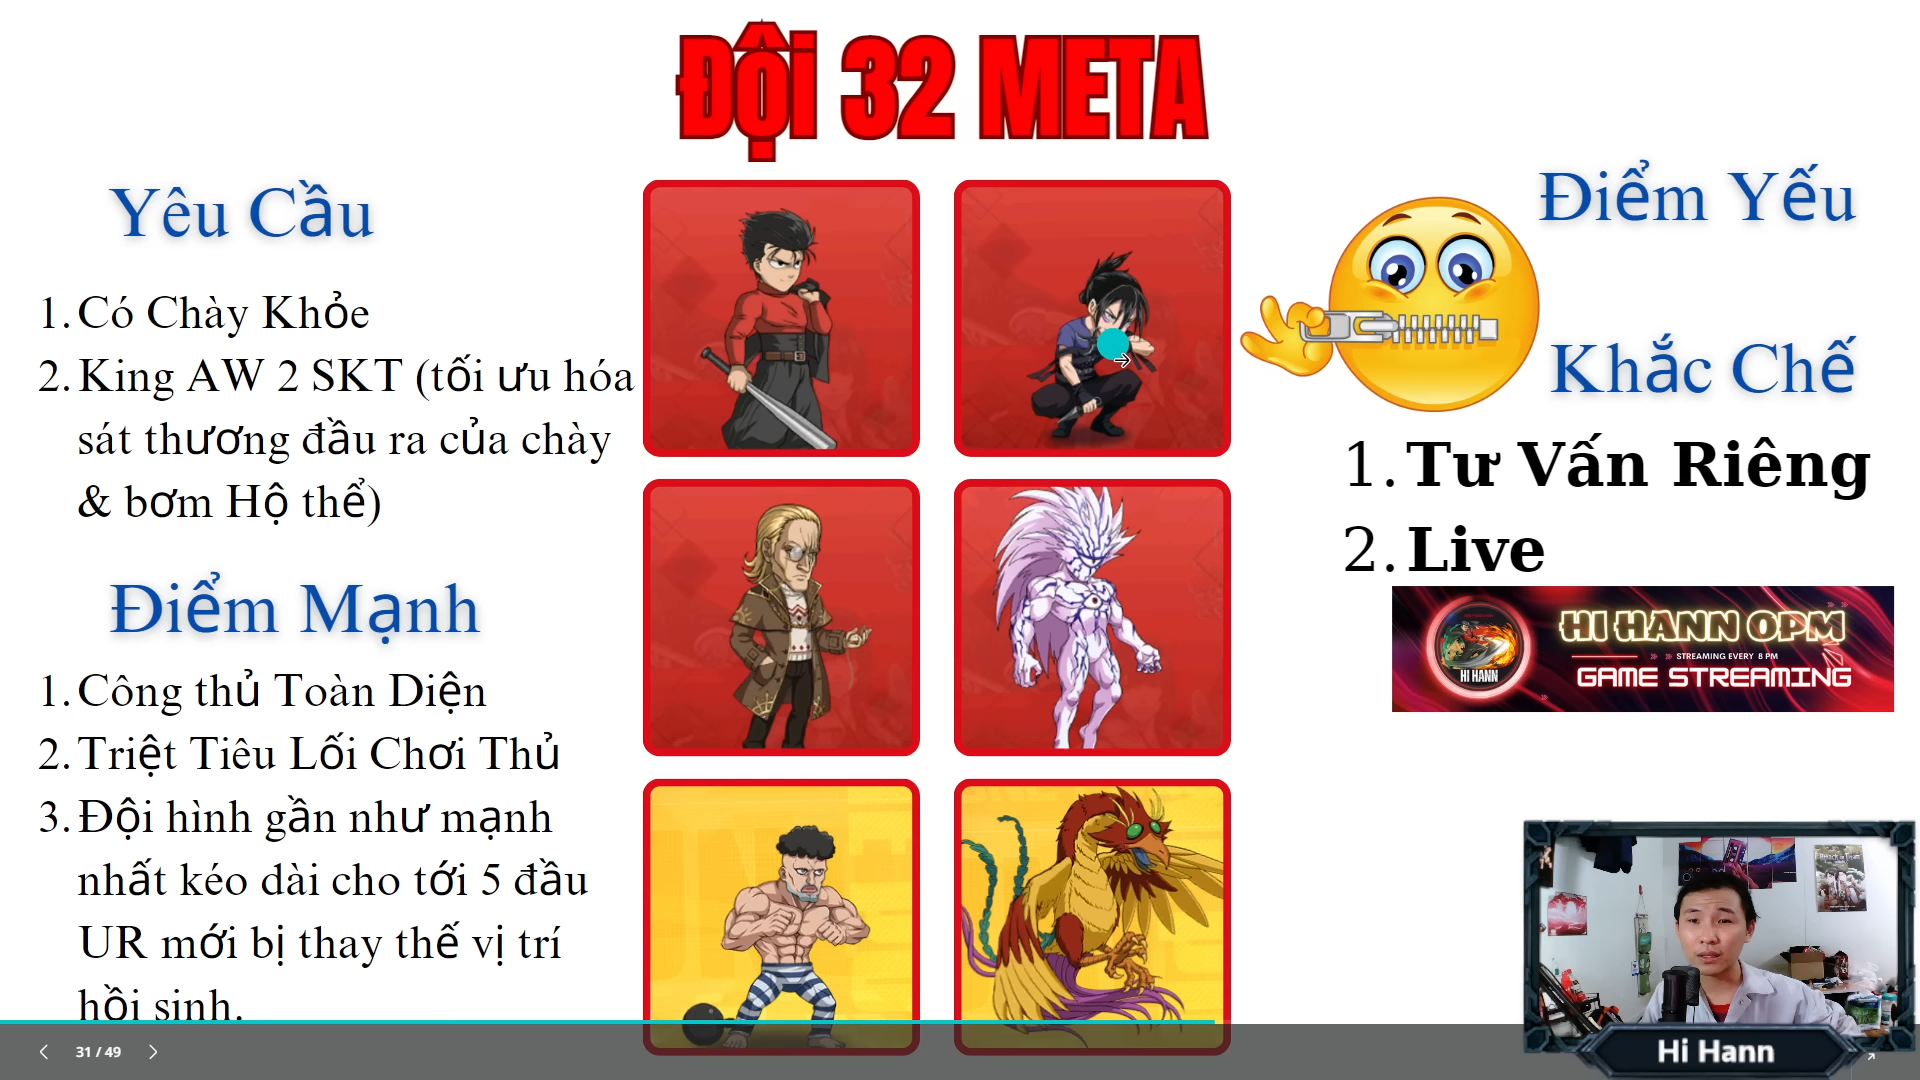 Đội 32 META
Yêu Cầu
1. Có Chày Khỏe
2. King AW 2 SKT (tối ưu hóa
sát thương đầu ra của chày
& bơm Hộ thể)
Điểm Mạnh
1. Công thủ Toàn Diện
2. Triệt Tiêu Lối Chơi Thủ
3. Đội hình gần như mạnh
nhất kéo dài cho tới 5 đầu
UR mới bị thay thế vị trí
hồi sinh.
Điểm Yếu
Khắc Chế
1. Tư Vấn Riêng
2. Live
HI HANN OPM
STREAMING EVERY 8 PM
GAME STREAMING
HI HANN
31 / 49
Hi Hann